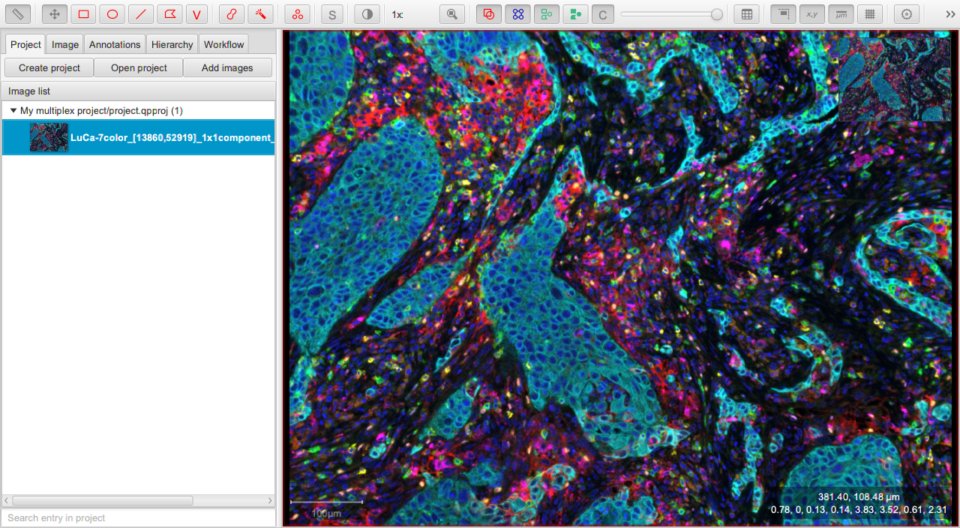 V S 1x: C x,y µm »
Project Image Annotations Hierarchy Workflow
Create project Open project Add images
Image list
My multiplex project/project.qpproj (1)
LuCa-7color_[13860,52919]_1x1component_
Search entry in project
100µm
381.40, 108.48 µm
0.78, 0, 0.13, 0.14, 3.83, 3.52, 0.61, 2.31